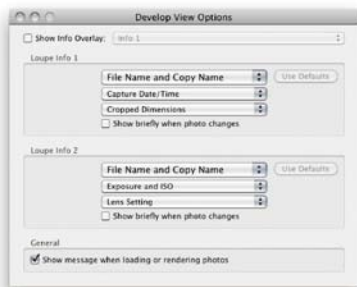 Develop View Options
Show Info Overlay: Info 1
Loupe Info 1
File Name and Copy Name Use Defaults
Capture Date/Time
Cropped Dimensions
Show briefly when photo changes
Loupe Info 2
File Name and Copy Name Use Defaults
Exposure and ISO
Lens Setting
Show briefly when photo changes
General
Show message when loading or rendering photos